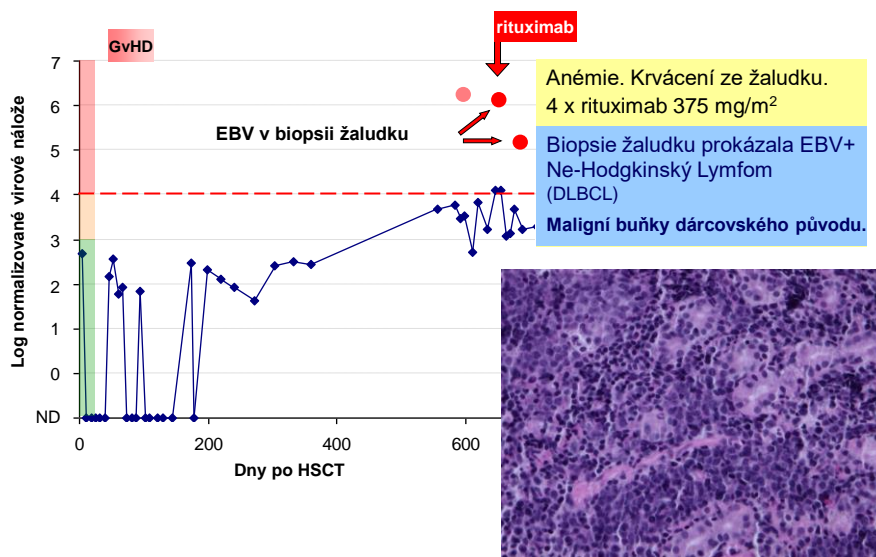 rituximab
GvHD
7
6
5
4
3
2
1
0
ND
Log normalizované virové nálože
EBV v biopsii žaludku
0
200
400
600
Dny po HSCT
Anémie. Krvácení ze žaludku.
4 x rituximab 375 mg/m²
Biopsie žaludku prokázala EBV+
Ne-Hodgkinský Lymfom
(DLBCL)
Maligní buňky dárcovského původu.